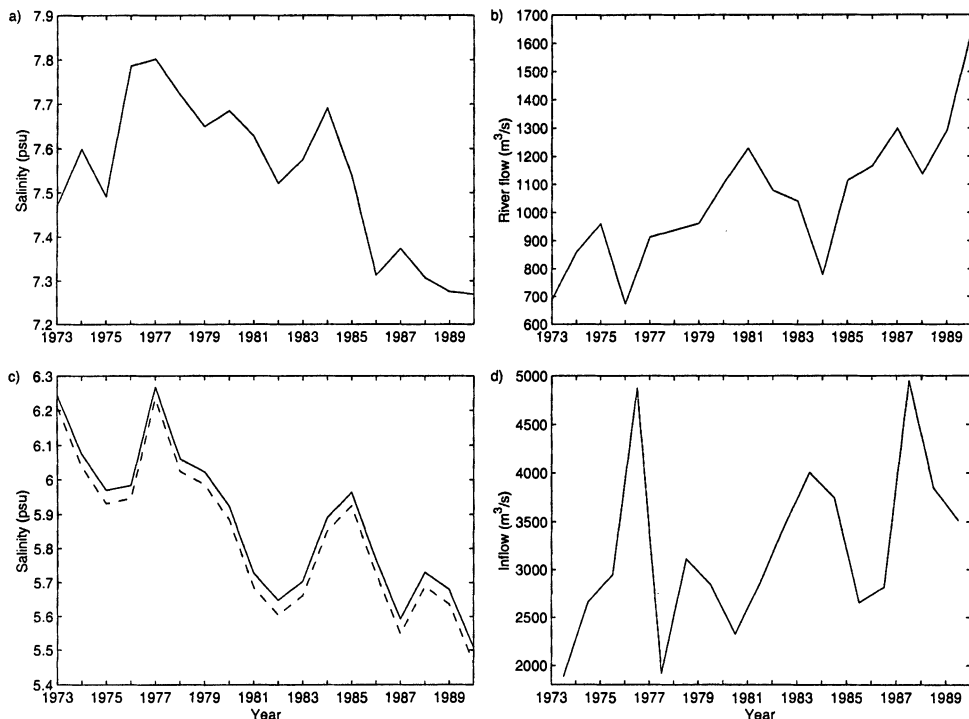 a)
7.9
7.8
7.7
7.6
7.5
7.4
7.3
7.2
Salinity (psu)
1973 1975 1977 1979 1981 1983 1985 1987 1989
b)
1700
1600
1500
1400
1300
1200
1100
1000
900
800
700
600
River flow (m³/s)
1973 1975 1977 1979 1981 1983 1985 1987 1989
c)
6.3
6.2
6.1
6
5.9
5.8
5.7
5.6
5.5
5.4
Salinity (psu)
1973 1975 1977 1979 1981 1983 1985 1987 1989
Year
d)
5000
4500
4000
3500
3000
2500
2000
Inflow (m³/s)
1973 1975 1977 1979 1981 1983 1985 1987 1989
Year